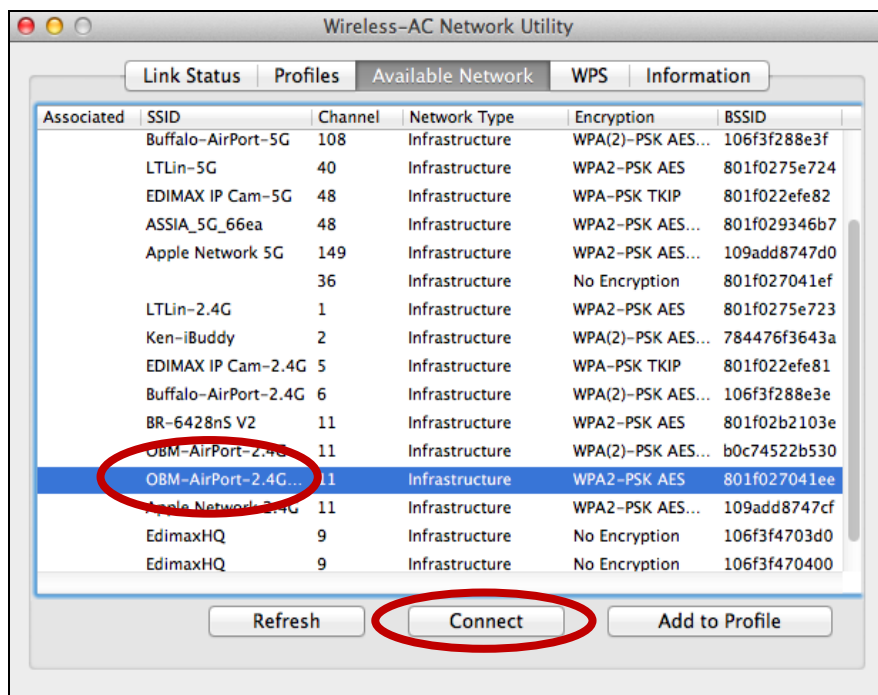 Wireless-AC Network Utility
Link Status Profiles Available Network WPS Information
Associated SSID Channel Network Type Encryption BSSID
Buffalo-AirPort-5G 108 Infrastructure WPA(2)-PSK AES... 106f3f288e3f
LTLin-5G 40 Infrastructure WPA2-PSK AES 801f0275e724
EDIMAX IP Cam-5G 48 Infrastructure WPA-PSK TKIP 801f022efe82
ASSIA_5G_66ea 48 Infrastructure WPA2-PSK AES... 801f029346b7
Apple Network 5G 149 Infrastructure WPA2-PSK AES... 109add8747d0
36 Infrastructure No Encryption 801f027041ef
LTLin-2.4G 1 Infrastructure WPA2-PSK AES 801f0275e723
Ken-iBuddy 2 Infrastructure WPA(2)-PSK AES... 784476f3643a
EDIMAX IP Cam-2.4G 5 Infrastructure WPA-PSK TKIP 801f022efe81
Buffalo-AirPort-2.4G 6 Infrastructure WPA(2)-PSK AES... 106f3f288e3e
BR-6428nS V2 11 Infrastructure WPA2-PSK AES 801f02b2103e
OBM-AirPort-2.4G 11 Infrastructure WPA(2)-PSK AES... b0c74522b530
OBM-AirPort-2.4G... 11 Infrastructure WPA2-PSK AES 801f027041ee
Apple Network 2.4G 11 Infrastructure WPA2-PSK AES... 109add8747cf
EdimaxHQ 9 Infrastructure No Encryption 106f3f4703d0
EdimaxHQ 9 Infrastructure No Encryption 106f3f470400
Refresh Connect Add to Profile